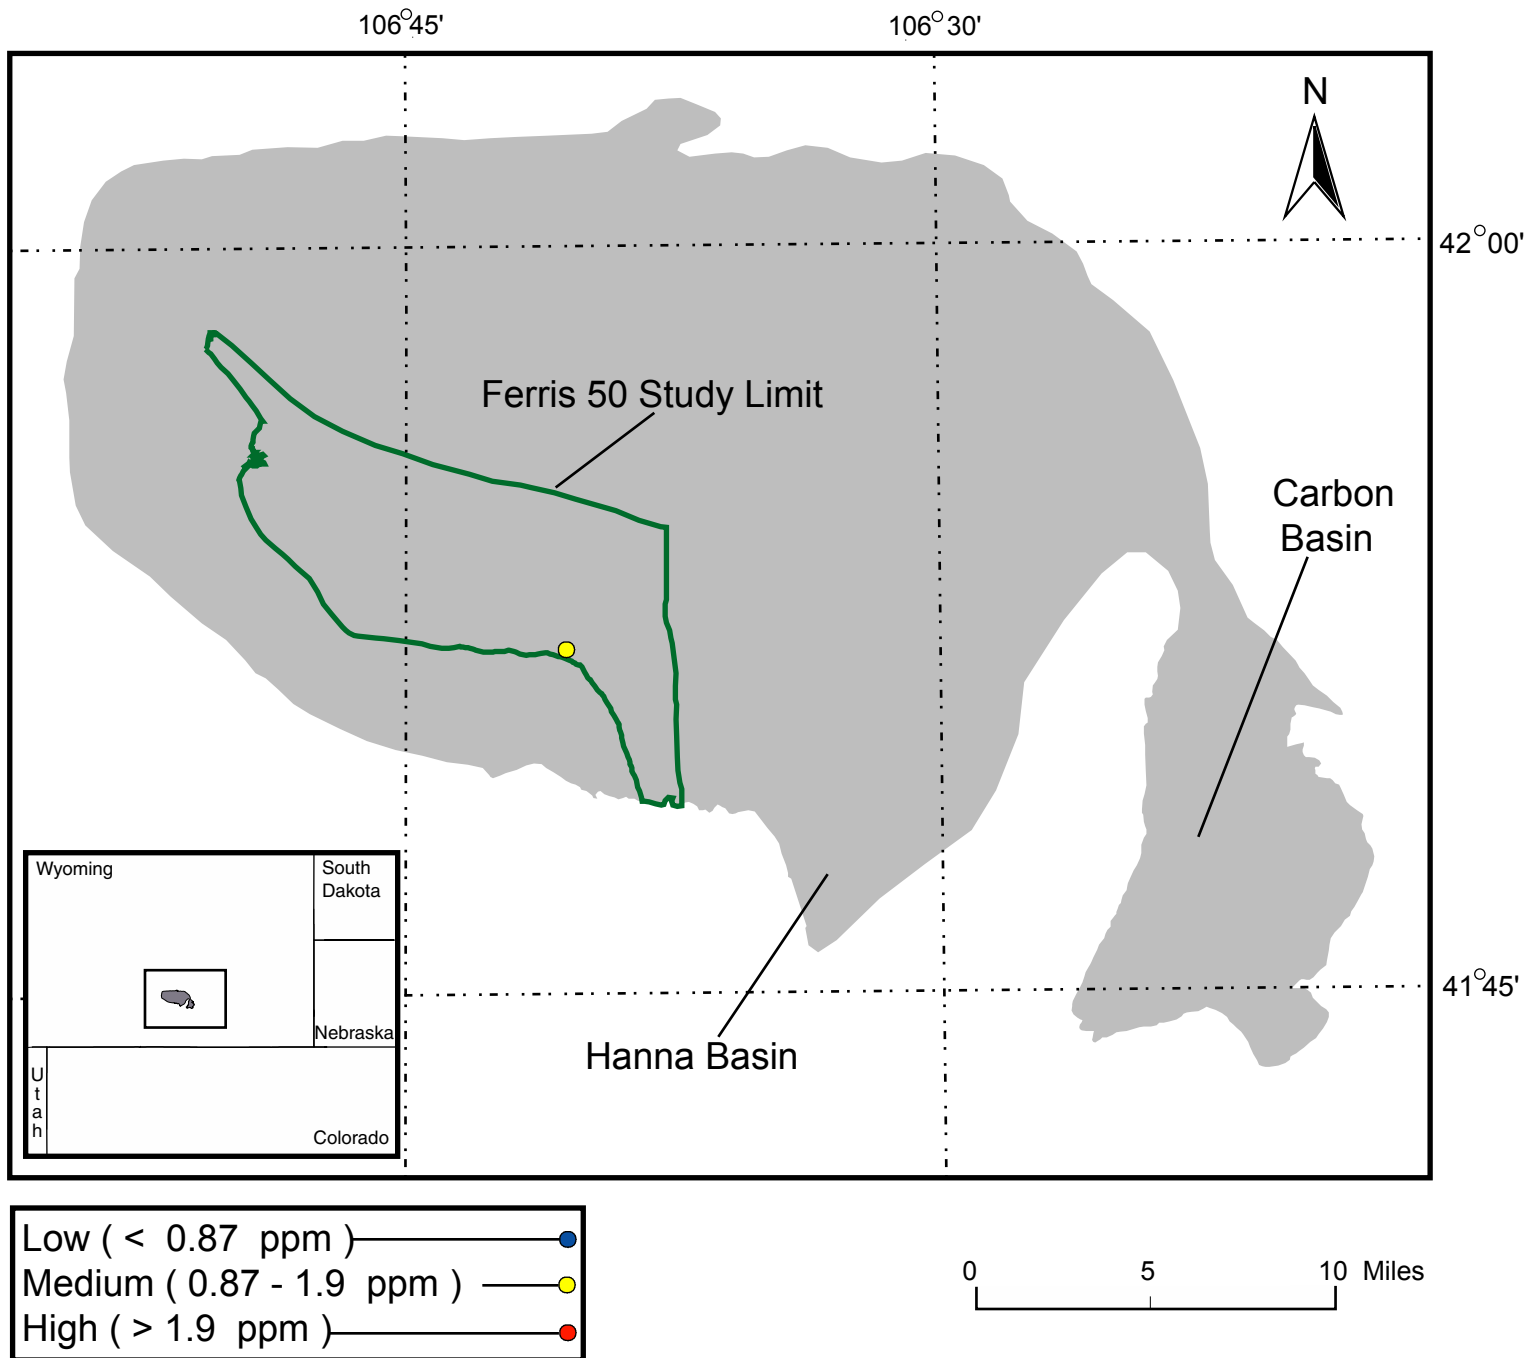 106°45'
106°30'
N
42°00'
Ferris 50 Study Limit
Carbon
Basin
41°45'
Hanna Basin
Wyoming
South
Dakota
Nebraska
Utah
Colorado
Low ( < 0.87 ppm )
Medium ( 0.87 - 1.9 ppm )
High ( > 1.9 ppm )
0 5 10 Miles